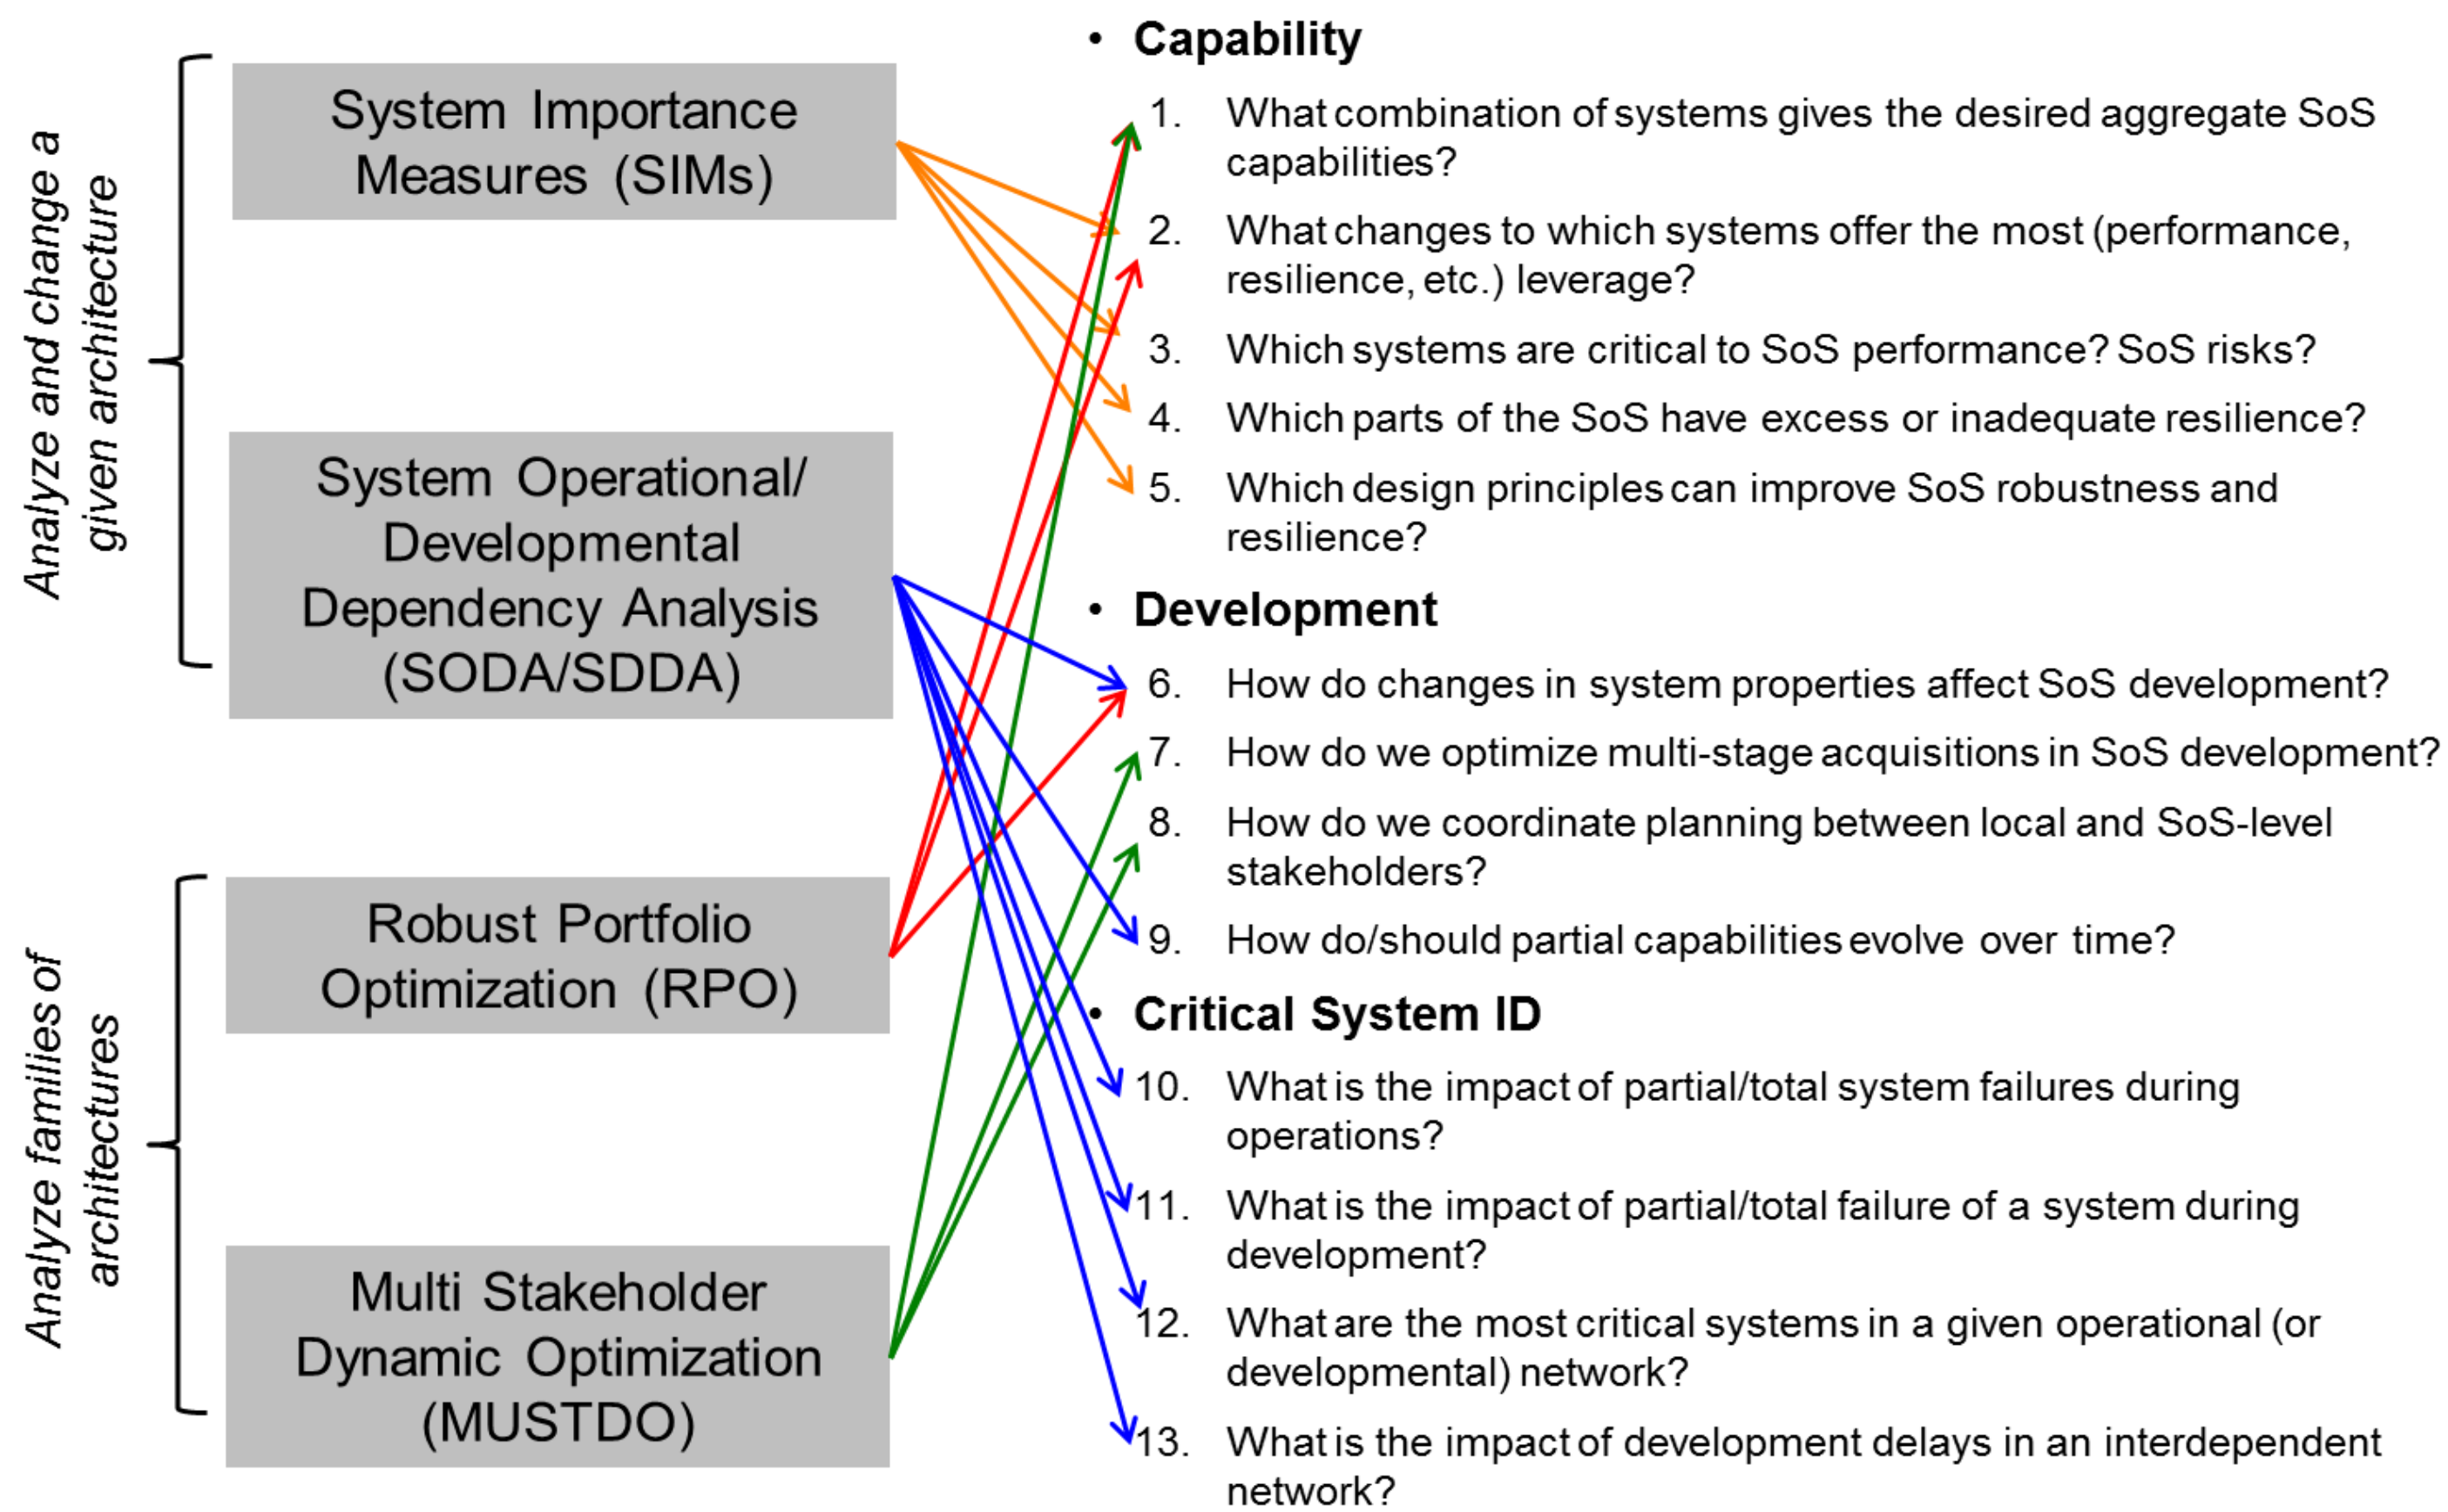 Analyze and change a
given architecture
System Importance
Measures (SIMs)
System Operational/
Developmental
Dependency Analysis
(SODA/SDDA)
Analyze families of
architectures
Robust Portfolio
Optimization (RPO)
Multi Stakeholder
Dynamic Optimization
(MUSTDO)
• Capability
1. What combination of systems gives the desired aggregate SoS
capabilities?
2. What changes to which systems offer the most (performance,
resilience, etc.) leverage?
3. Which systems are critical to SoS performance? SoS risks?
4. Which parts of the SoS have excess or inadequate resilience?
5. Which design principles can improve SoS robustness and
resilience?
• Development
6. How do changes in system properties affect SoS development?
7. How do we optimize multi-stage acquisitions in SoS development?
8. How do we coordinate planning between local and SoS-level
stakeholders?
9. How do/should partial capabilities evolve over time?
• Critical System ID
10. What is the impact of partial/total system failures during
operations?
11. What is the impact of partial/total failure of a system during
development?
12. What are the most critical systems in a given operational (or
developmental) network?
13. What is the impact of development delays in an interdependent
network?